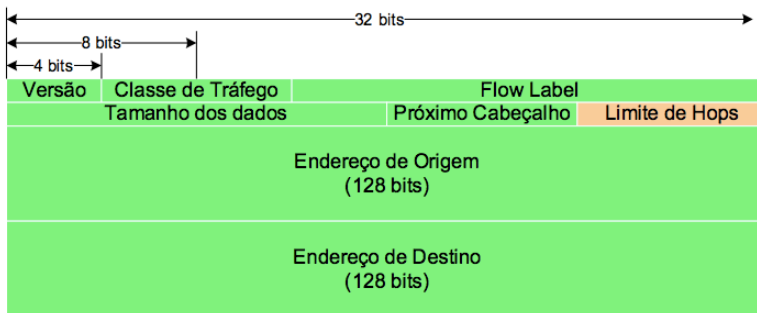 32 bits
8 bits
4 bits
Versão Classe de Tráfego Flow Label
Tamanho dos dados Próximo Cabeçalho Limite de Hops
Endereço de Origem
(128 bits)
Endereço de Destino
(128 bits)